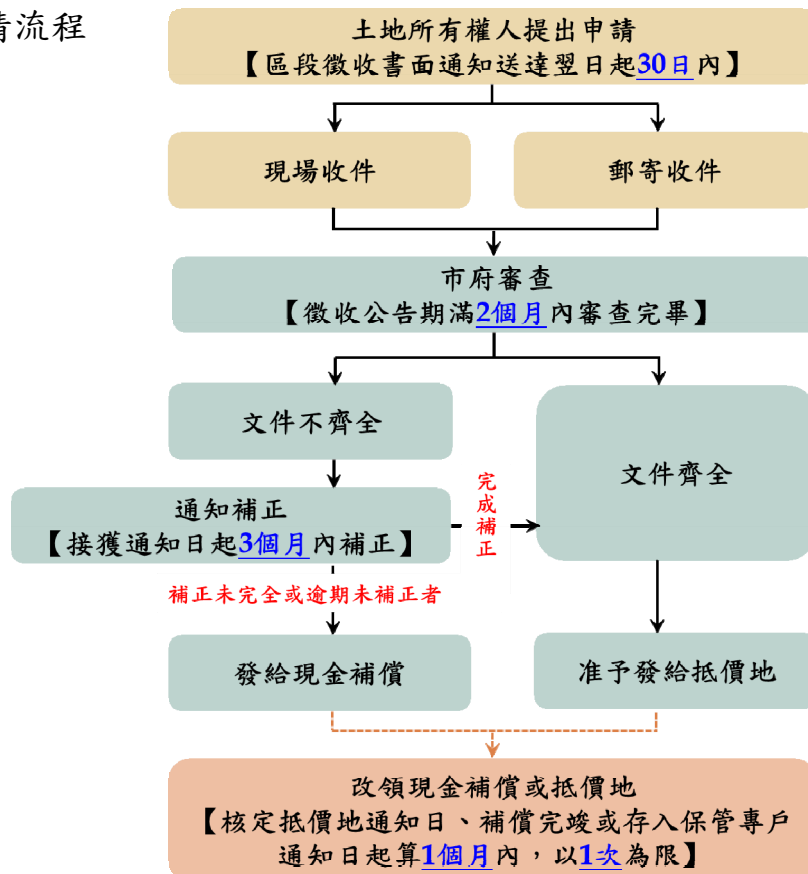 請流程
土地所有權人提出申請
【區段徵收書面通知送達翌日起30日內】
現場收件
郵寄收件
市府審查
【徵收公告期滿2個月內審查完畢】
文件不齊全
文件齊全
通知補正
【接獲通知日起3個月內補正】
完成補正
補正未完全或逾期未補正者
發給現金補償
准予發給抵價地
改領現金補償或抵價地
【核定抵價地通知日、補償完竣或存入保管專戶
通知日起算1個月內，以1次為限】